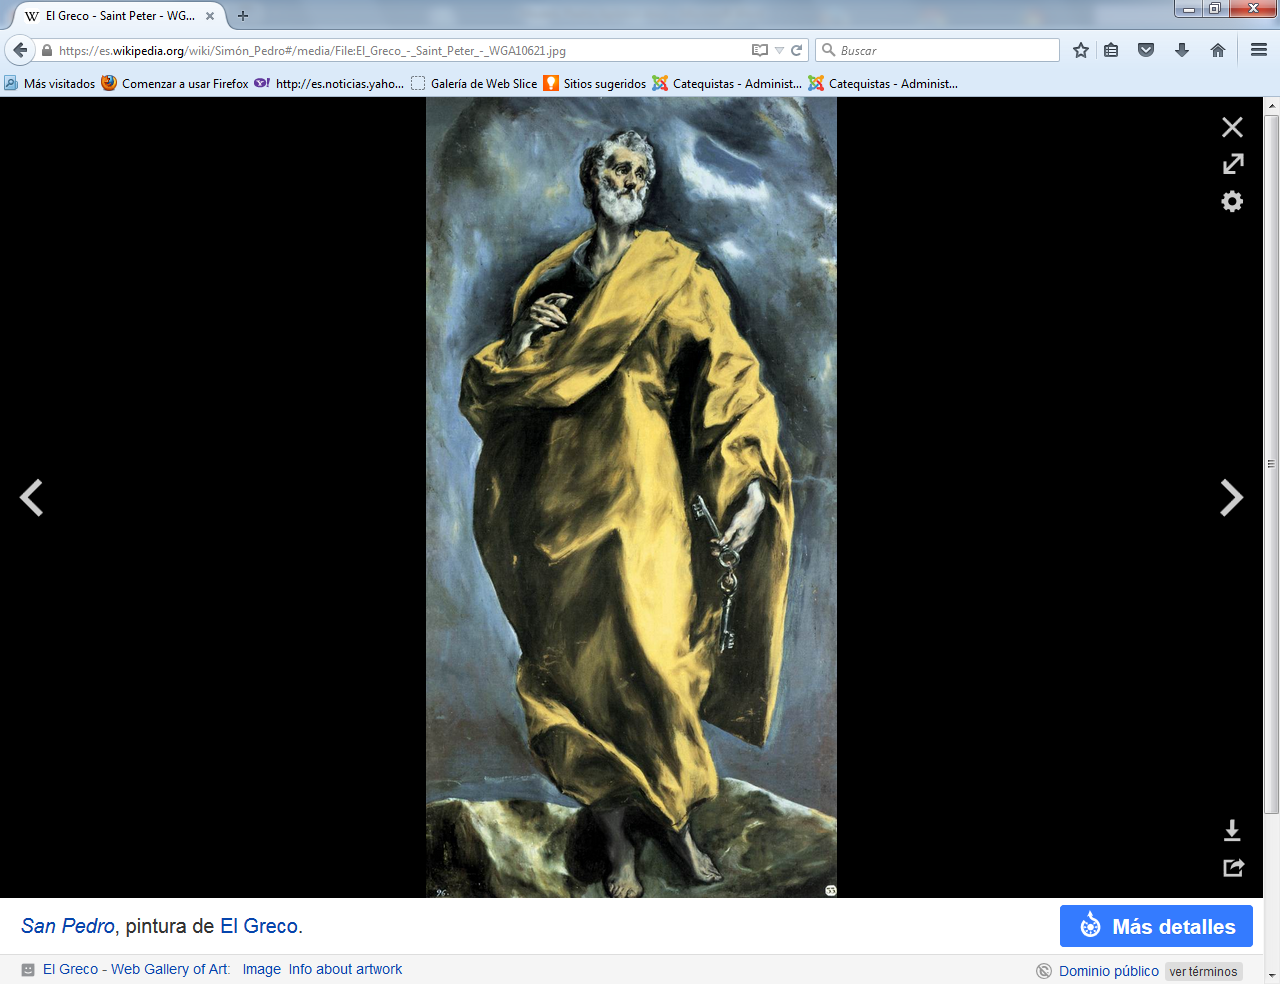 El Greco - Saint Peter - WG...
https://es.wikipedia.org/wiki/Simón_Pedro#/media/File:El_Greco_-_Saint_Peter_-_WGA10621.jpg
Buscar
Más visitados
Comenzar a usar Firefox
http://es.noticias.yaho...
Galería de Web Slice
Sitios sugeridos
Catequistas - Administ...
Catequistas - Administ...
96.
33
San Pedro, pintura de El Greco.
Más detalles
El Greco - Web Gallery of Art: Image Info about artwork
Dominio público
ver términos